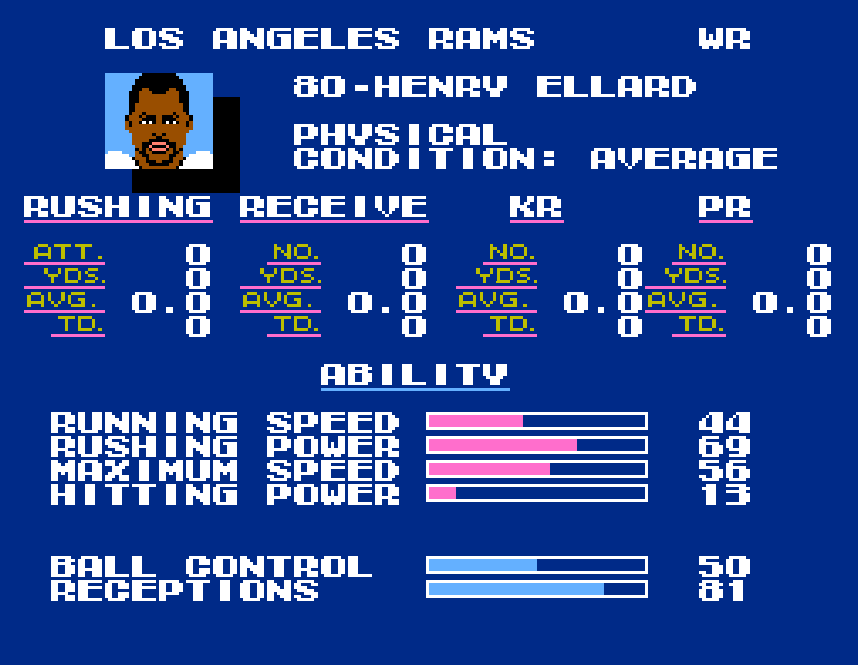 LOS ANGELES RAMS WR
80-HENRY ELLARD
PHYSICAL
CONDITION: AVERAGE
RUSHING RECEIVE KR PR
ATT. 0 NO. 0 NO. 0 NO. 0
YDS. 0 YDS. 0 YDS. 0 YDS. 0
AVG. 0.0 AVG. 0.0 AVG. 0.0 AVG. 0.0
TD. 0 TD. 0 TD. 0 TD. 0
ABILITY
RUNNING SPEED 44
RUSHING POWER 69
MAXIMUM SPEED 56
HITTING POWER 13
BALL CONTROL 50
RECEPTIONS 81